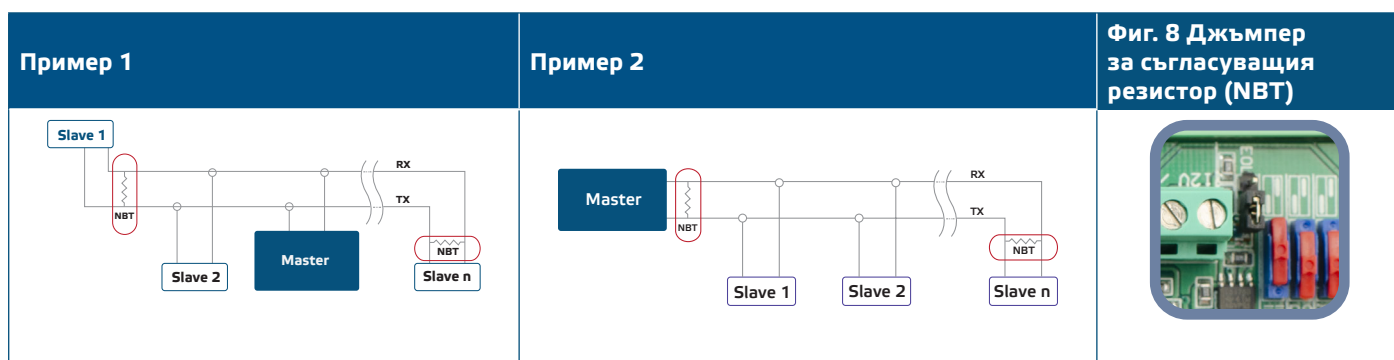 Пример 1
Пример 2
Фиг. 8 Джъмпер
за съгласуващия
резистор (NBT)
Slave 1
RX
TX
NBT
NBT
Slave 2
Master
Slave n
Master
RX
TX
NBT
NBT
Slave 1
Slave 2
Slave n
103